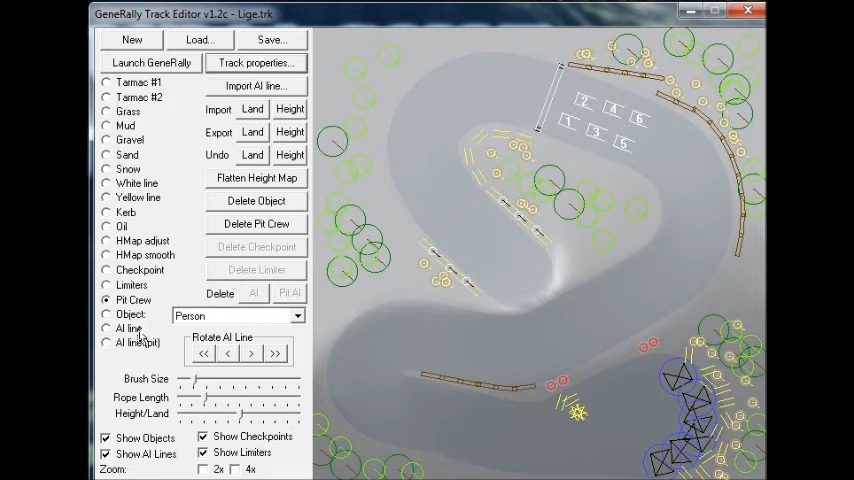 GeneRally Track Editor v1.2c - Lige.trk
New Load... Save...
Launch GeneRally Track properties...
Tarmac #1
Import AI line...
Tarmac #2
Grass Import Land Height
Mud
Gravel Export Land Height
Sand Undo Land Height
Snow
White line Flatten Height Map
Yellow line Delete Object
Kerb
Oil Delete Pit Crew
HMap adjust Delete Checkpoint
HMap smooth
Checkpoint Delete Limiter
Limiters
Pit Crew Delete AI Pit AI
Object: Person
AI line Rotate AI Line
AI line(pit) << < > >>
Brush Size
Rope Length
Height/Land
Show Objects Show Checkpoints
Show AI Lines Show Limiters
Zoom: 2x 4x
2 4 6
1 3 5